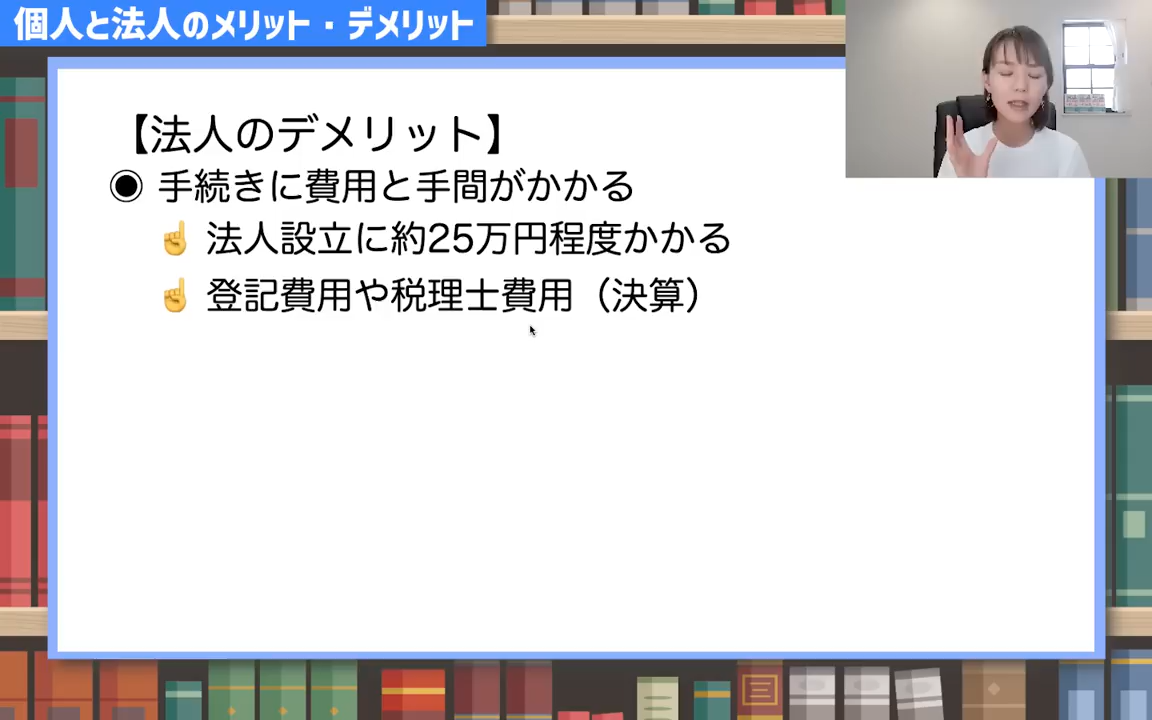 個人と法人のメリット・デメリット
【法人のデメリット】
◉ 手続きに費用と手間がかかる
☝ 法人設立に約25万円程度かかる
☝ 登記費用や税理士費用（決算）